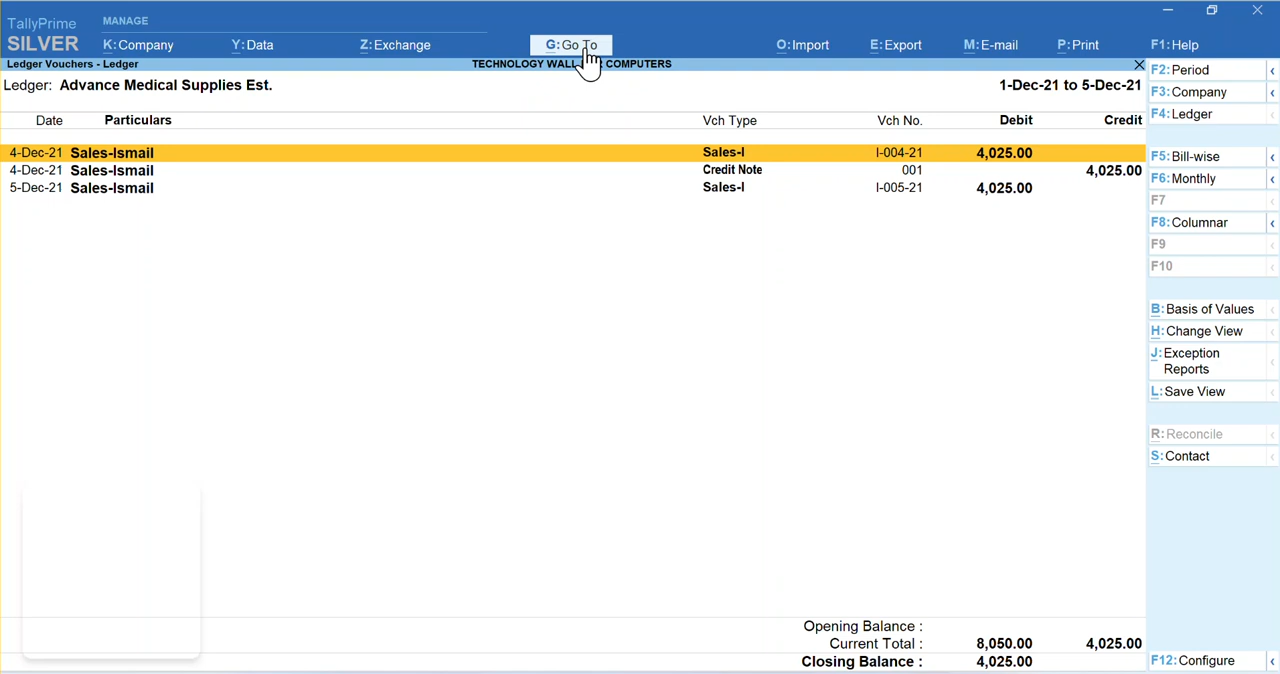 TallyPrime
MANAGE
SILVER
K:Company
Y:Data
Z:Exchange
G:Go To
O:Import
E:Export
M:E-mail
P:Print
F1:Help
Ledger Vouchers - Ledger
TECHNOLOGY WALL COMPUTERS
Ledger: Advance Medical Supplies Est.
1-Dec-21 to 5-Dec-21
Date Particulars Vch Type Vch No. Debit Credit
4-Dec-21 Sales-Ismail Sales-I I-004-21 4,025.00
4-Dec-21 Sales-Ismail Credit Note 001 4,025.00
5-Dec-21 Sales-Ismail Sales-I I-005-21 4,025.00
Opening Balance :
Current Total : 8,050.00 4,025.00
Closing Balance : 4,025.00
F2:Period
F3:Company
F4:Ledger
F5:Bill-wise
F6:Monthly
F7
F8:Columnar
F9
F10
B:Basis of Values
H:Change View
J:Exception
Reports
L:Save View
R:Reconcile
S:Contact
F12:Configure